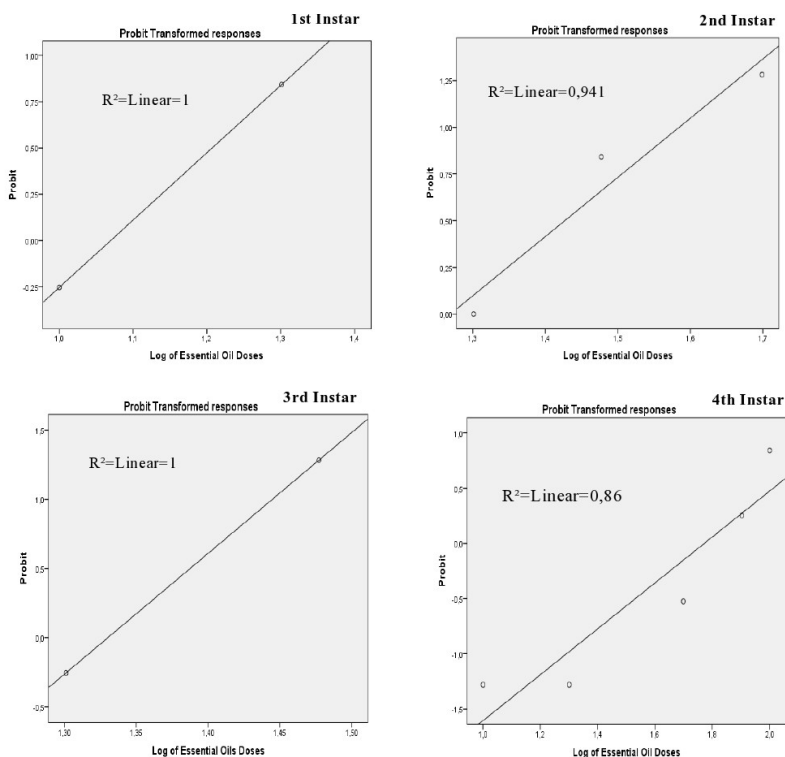 1st Instar
Probit Transformed responses
R²=Linear=1
1,00
0,75
0,50
0,25
0,00
-0,25
Probit
1,0 1,1 1,2 1,3 1,4
Log of Essential Oil Doses
2nd Instar
Probit Transformed responses
R²=Linear=0,941
1,25
1,00
0,75
0,50
0,25
0,00
Probit
1,3 1,4 1,5 1,6 1,7
Log of Essential Oil Doses
3rd Instar
Probit Transformed responses
R²=Linear=1
1,5
1,0
0,5
0,0
-0,5
Probit
1,30 1,35 1,40 1,45 1,50
Log of Essential Oils Doses
4th Instar
Probit Transformed responses
R²=Linear=0,86
1,0
0,5
0,0
-0,5
-1,0
-1,5
Probit
1,0 1,2 1,4 1,6 1,8 2,0
Log of Essential Oil Doses